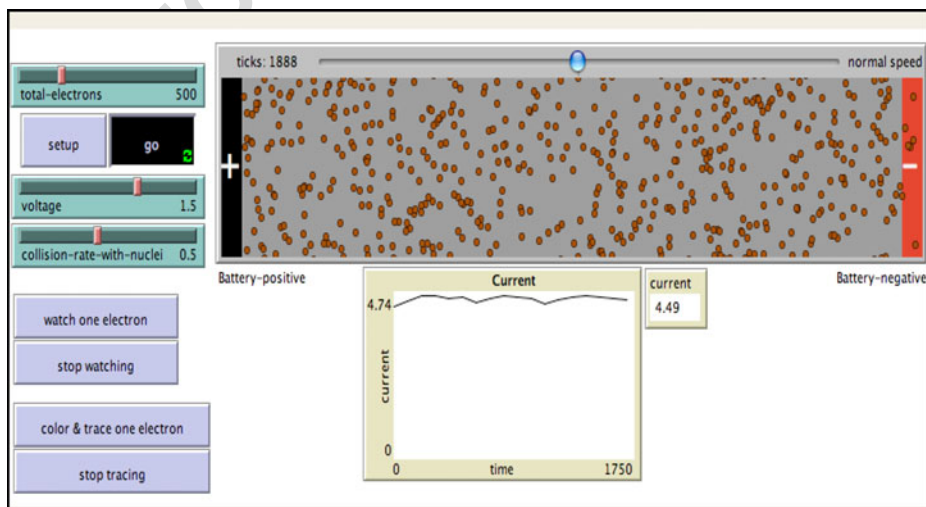 ticks: 1888 normal speed
total-electrons 500
setup go
+ −
voltage 1.5
collision-rate-with-nuclei 0.5
Battery-positive Battery-negative
Current
current
4.49
4.74
current
0
0 time 1750
watch one electron
stop watching
color & trace one electron
stop tracing